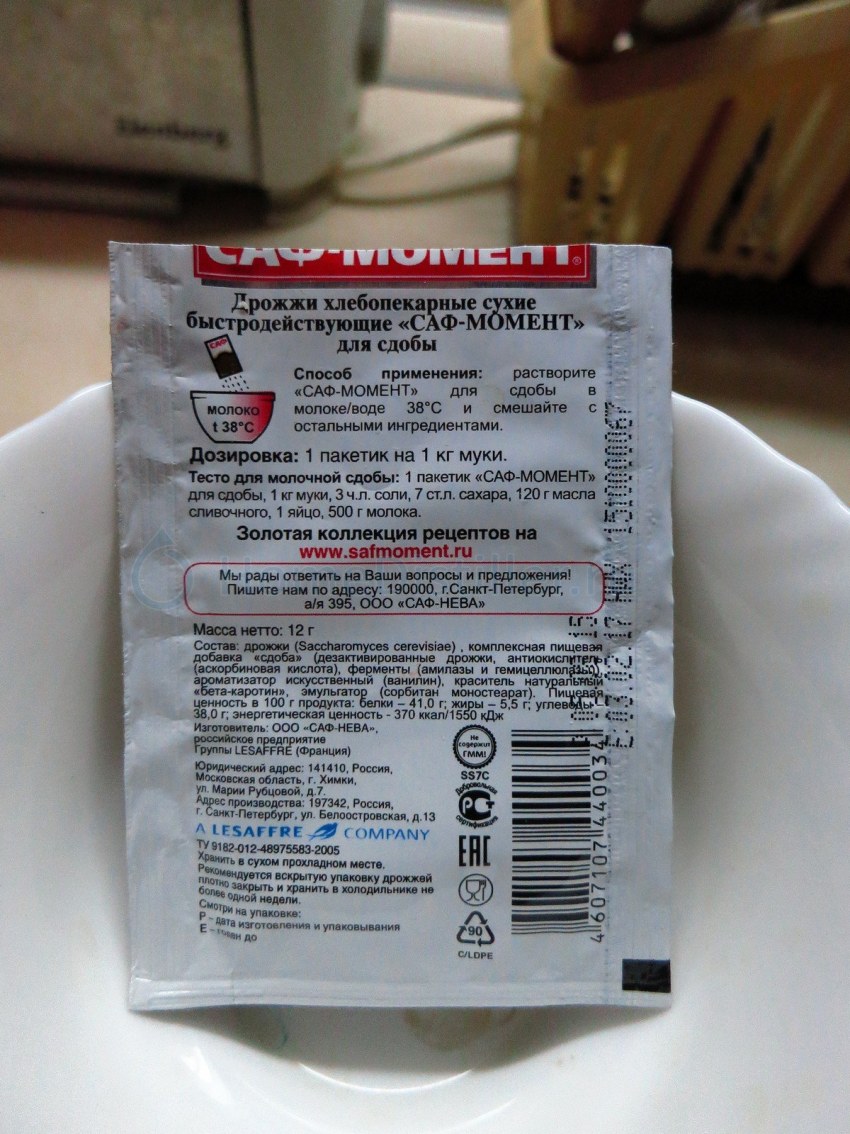 САФ-МОМЕНТ®
Дрожжи хлебопекарные сухие
быстродействующие «САФ-МОМЕНТ»
для сдобы
САФ
МОЛОКО
t 38°C
Способ применения: растворите
«САФ-МОМЕНТ» для сдобы в
молоке/воде 38°С и смешайте с
остальными ингредиентами.
Дозировка: 1 пакетик на 1 кг муки.
Тесто для молочной сдобы: 1 пакетик «САФ-МОМЕНТ»
для сдобы, 1 кг муки, 3 ч.л. соли, 7 ст.л. сахара, 120 г масла
сливочного, 1 яйцо, 500 г молока.
Золотая коллекция рецептов на
www.safmoment.ru
Мы рады ответить на Ваши вопросы и предложения!
Пишите нам по адресу: 190000, г.Санкт-Петербург,
а/я 395, ООО «САФ-НЕВА»
Масса нетто: 12 г
Состав: дрожжи (Saccharomyces cerevisiae) , комплексная пищевая
добавка «сдоба» (дезактивированные дрожжи, антиокислитель
(аскорбиновая кислота), ферменты (амилазы и гемицеллюлазы),
ароматизатор искусственный (ванилин), краситель натуральный
«бета-каротин», эмульгатор (сорбитан моностеарат). Пищевая
ценность в 100 г продукта: белки – 41,0 г; жиры – 5,5 г; углеводы-
38,0 г; энергетическая ценность - 370 ккал/1550 кДж
Изготовитель: ООО «САФ-НЕВА»,
российское предприятие
Группы LESAFFRE (Франция)
Юридический адрес: 141410, Россия,
Московская область, г. Химки,
ул. Марии Рубцовой, д.7.
Адрес производства: 197342, Россия,
г. Санкт-Петербург, ул. Белоостровская, д.13
A LESAFFRE COMPANY
ТУ 9182-012-48975583-2005
Хранить в сухом прохладном месте.
Рекомендуется вскрытую упаковку дрожжей
плотно закрыть и хранить в холодильнике не
более одной недели.
Смотри на упаковке:
P - дата изготовления и упаковывания
E - годен до
Не
содержит
ГММ!
SS7C
Добровольная
РСТ
сертификация
EAC
90
C/LDPE
4 607107 440034